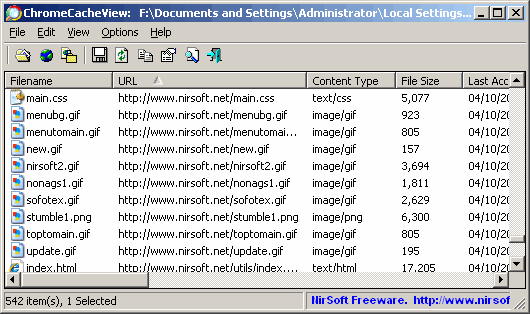 ChromeCacheView: F:\Documents and Settings\Administrator\Local Settings...
File Edit View Options Help
Filename URL Content Type File Size Last Acc
main.css http://www.nirsoft.net/main.css text/css 5,077 04/10/20
menubg.gif http://www.nirsoft.net/menubg.gif image/gif 923 04/10/20
menutomain.gif http://www.nirsoft.net/menutomai... image/gif 805 04/10/20
new.gif http://www.nirsoft.net/new.gif image/gif 157 04/10/20
nirsoft2.gif http://www.nirsoft.net/nirsoft2.gif image/gif 3,694 04/10/20
nonags1.gif http://www.nirsoft.net/nonags1.gif image/gif 1,811 04/10/20
sofotex.gif http://www.nirsoft.net/sofotex.gif image/gif 2,629 04/10/20
stumble1.png http://www.nirsoft.net/stumble1.png image/png 6,300 04/10/20
toptomain.gif http://www.nirsoft.net/toptomain.gif image/gif 805 04/10/20
update.gif http://www.nirsoft.net/update.gif image/gif 195 04/10/20
index.html http://www.nirsoft.net/utils/index.... text/html 17,205 04/10/20
542 item(s), 1 Selected NirSoft Freeware. http://www.nirsof